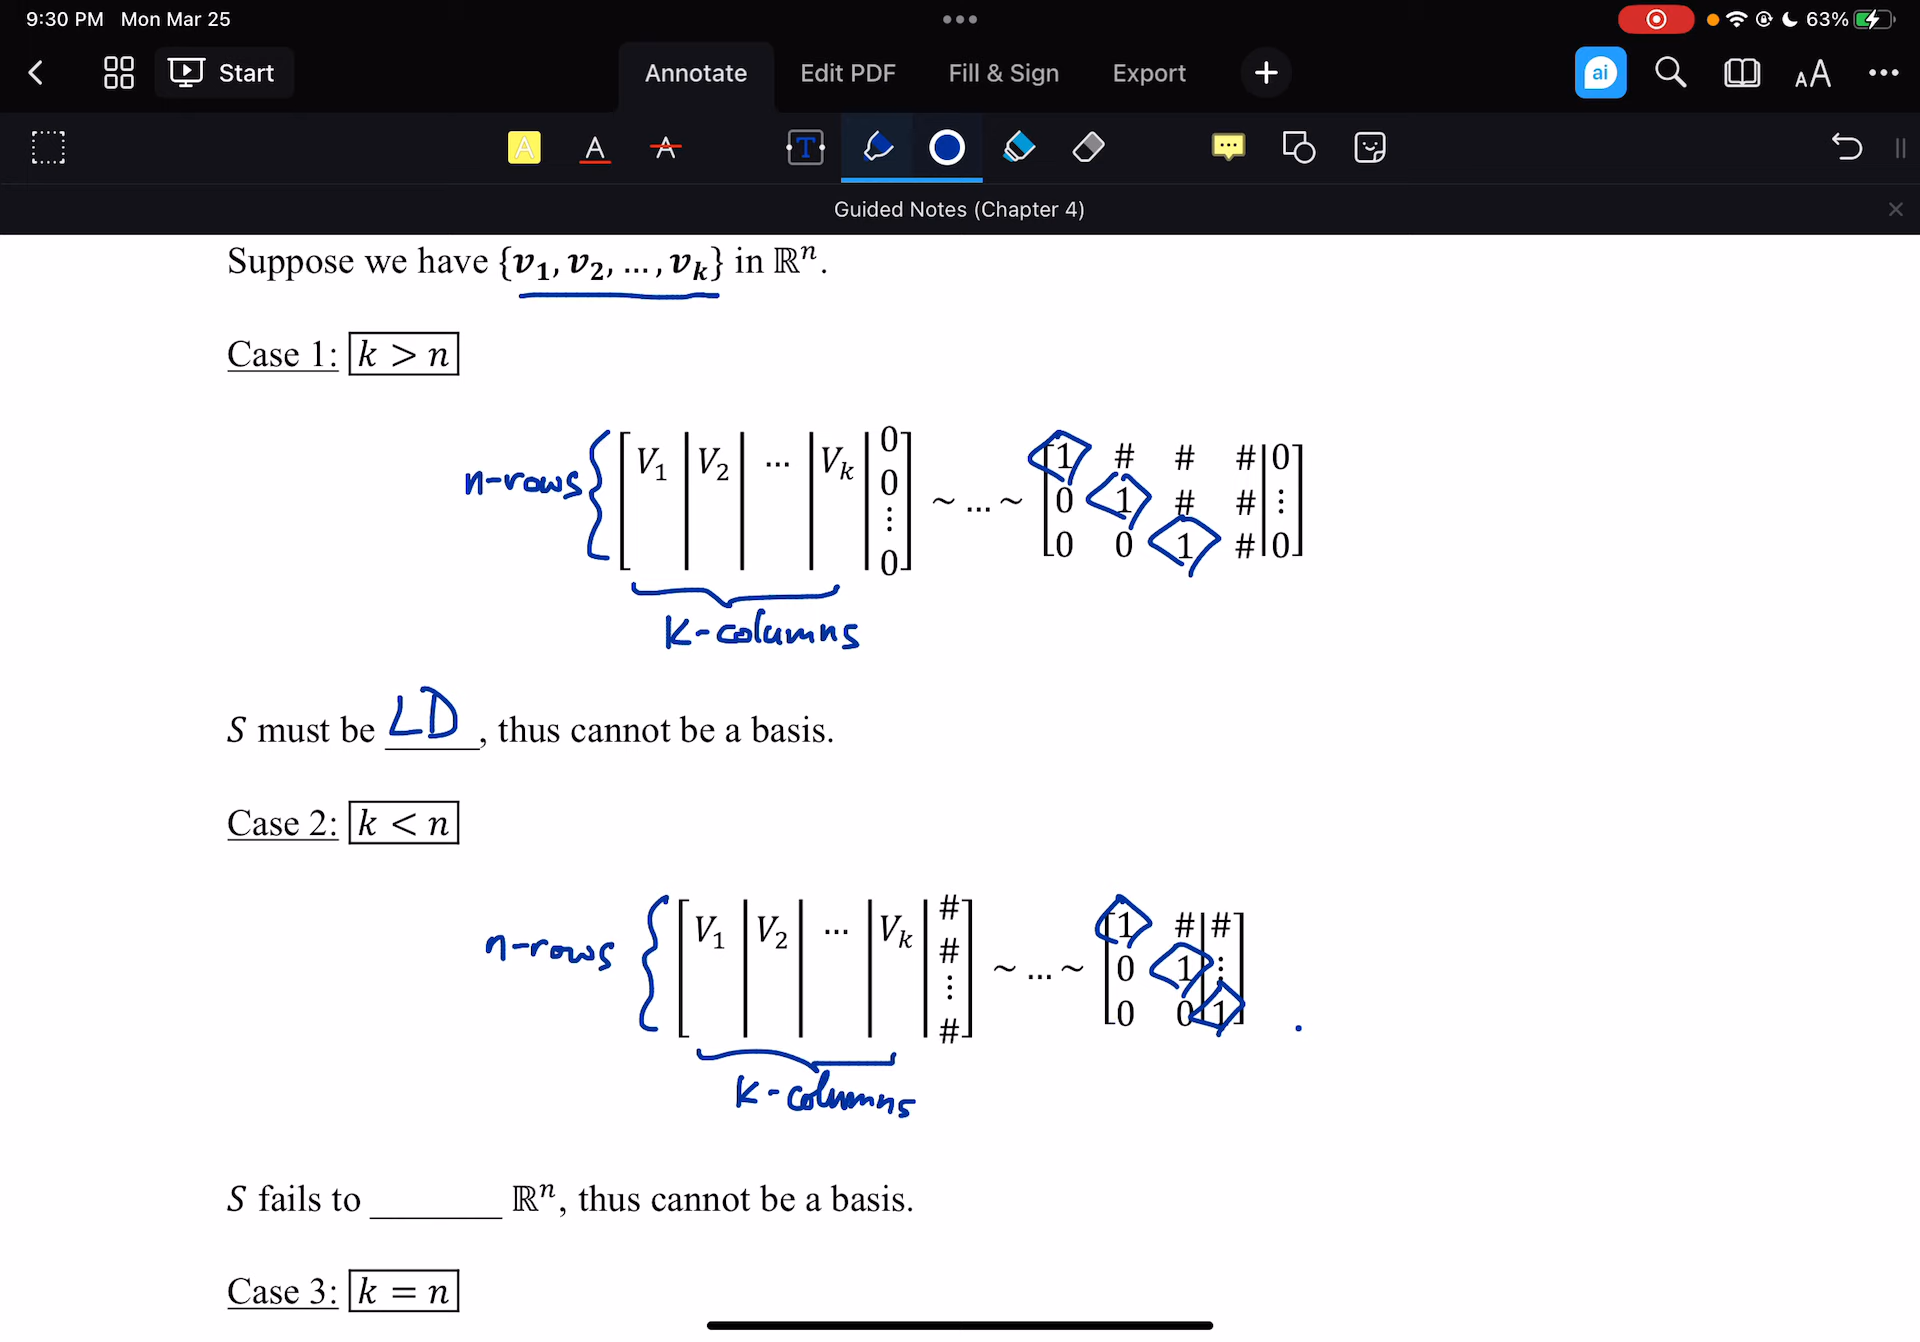 9:30 PM Mon Mar 25
63%
Start
Annotate Edit PDF Fill & Sign Export
ai
AA
A A A T
Guided Notes (Chapter 4)
Suppose we have {v₁, v₂, ..., vₖ} in ℝⁿ.
Case 1: k > n
n-rows { [ V₁ | V₂ | ... | Vₖ | 0 0 ⋮ 0 ] ~ ... ~ [ 1 # # # | 0
0 1 # # | ⋮
0 0 1 # | 0 ]
K-columns
S must be LD, thus cannot be a basis.
Case 2: k < n
n-rows { [ V₁ | V₂ | ... | Vₖ | # # ⋮ # ] ~ ... ~ [ 1 # | #
0 1 | ⋮
0 0 | 1 ]
K-columns
S fails to _______ ℝⁿ, thus cannot be a basis.
Case 3: k = n